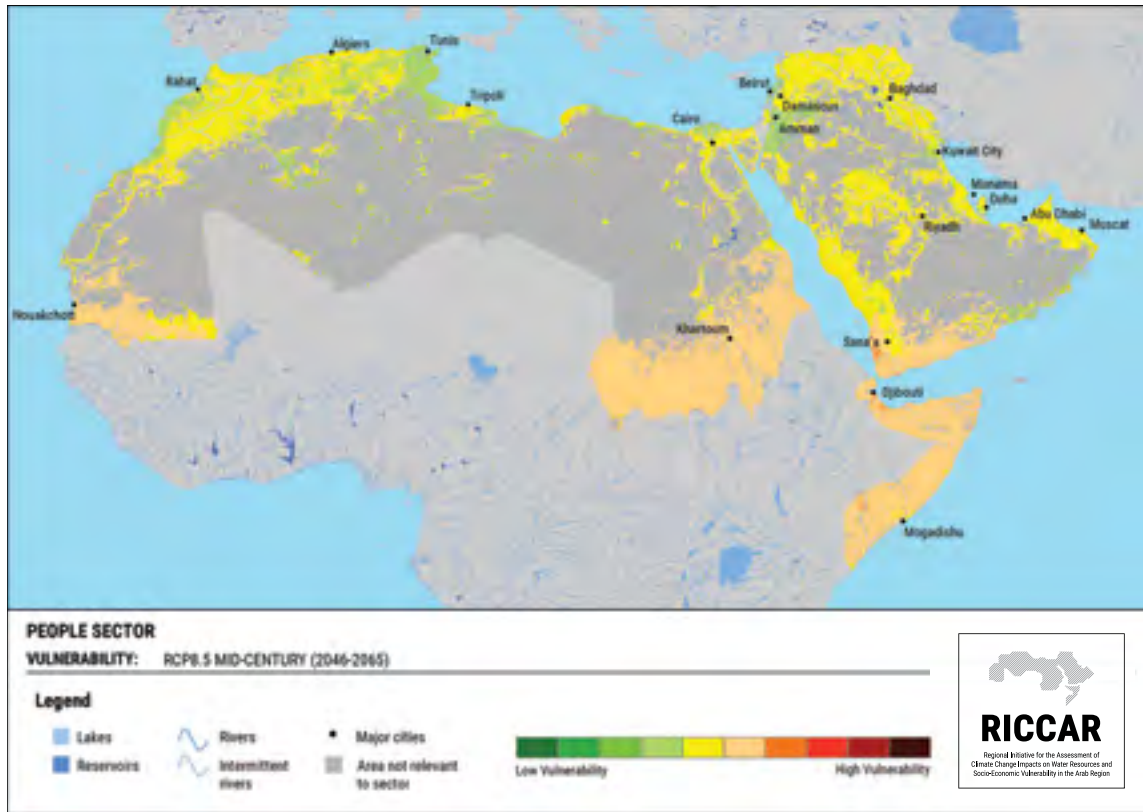 Algiers
Tunis
Rabat
Tripoli
Beirut
Damascus
Baghdad
Cairo
Amman
Kuwait City
Manama
Doha
Abu Dhabi
Riyadh
Muscat
Nouakchott
Khartoum
Sana'a
Djibouti
Mogadishu
PEOPLE SECTOR
VULNERABILITY: RCP8.5 MID-CENTURY (2046-2065)
Legend
Lakes
Rivers
Major cities
Reservoirs
Intermittent
rivers
Area not relevant
to sector
Low Vulnerability
High Vulnerability
RICCAR
Regional Initiative for the Assessment of
Climate Change Impacts on Water Resources and
Socio-Economic Vulnerability in the Arab Region